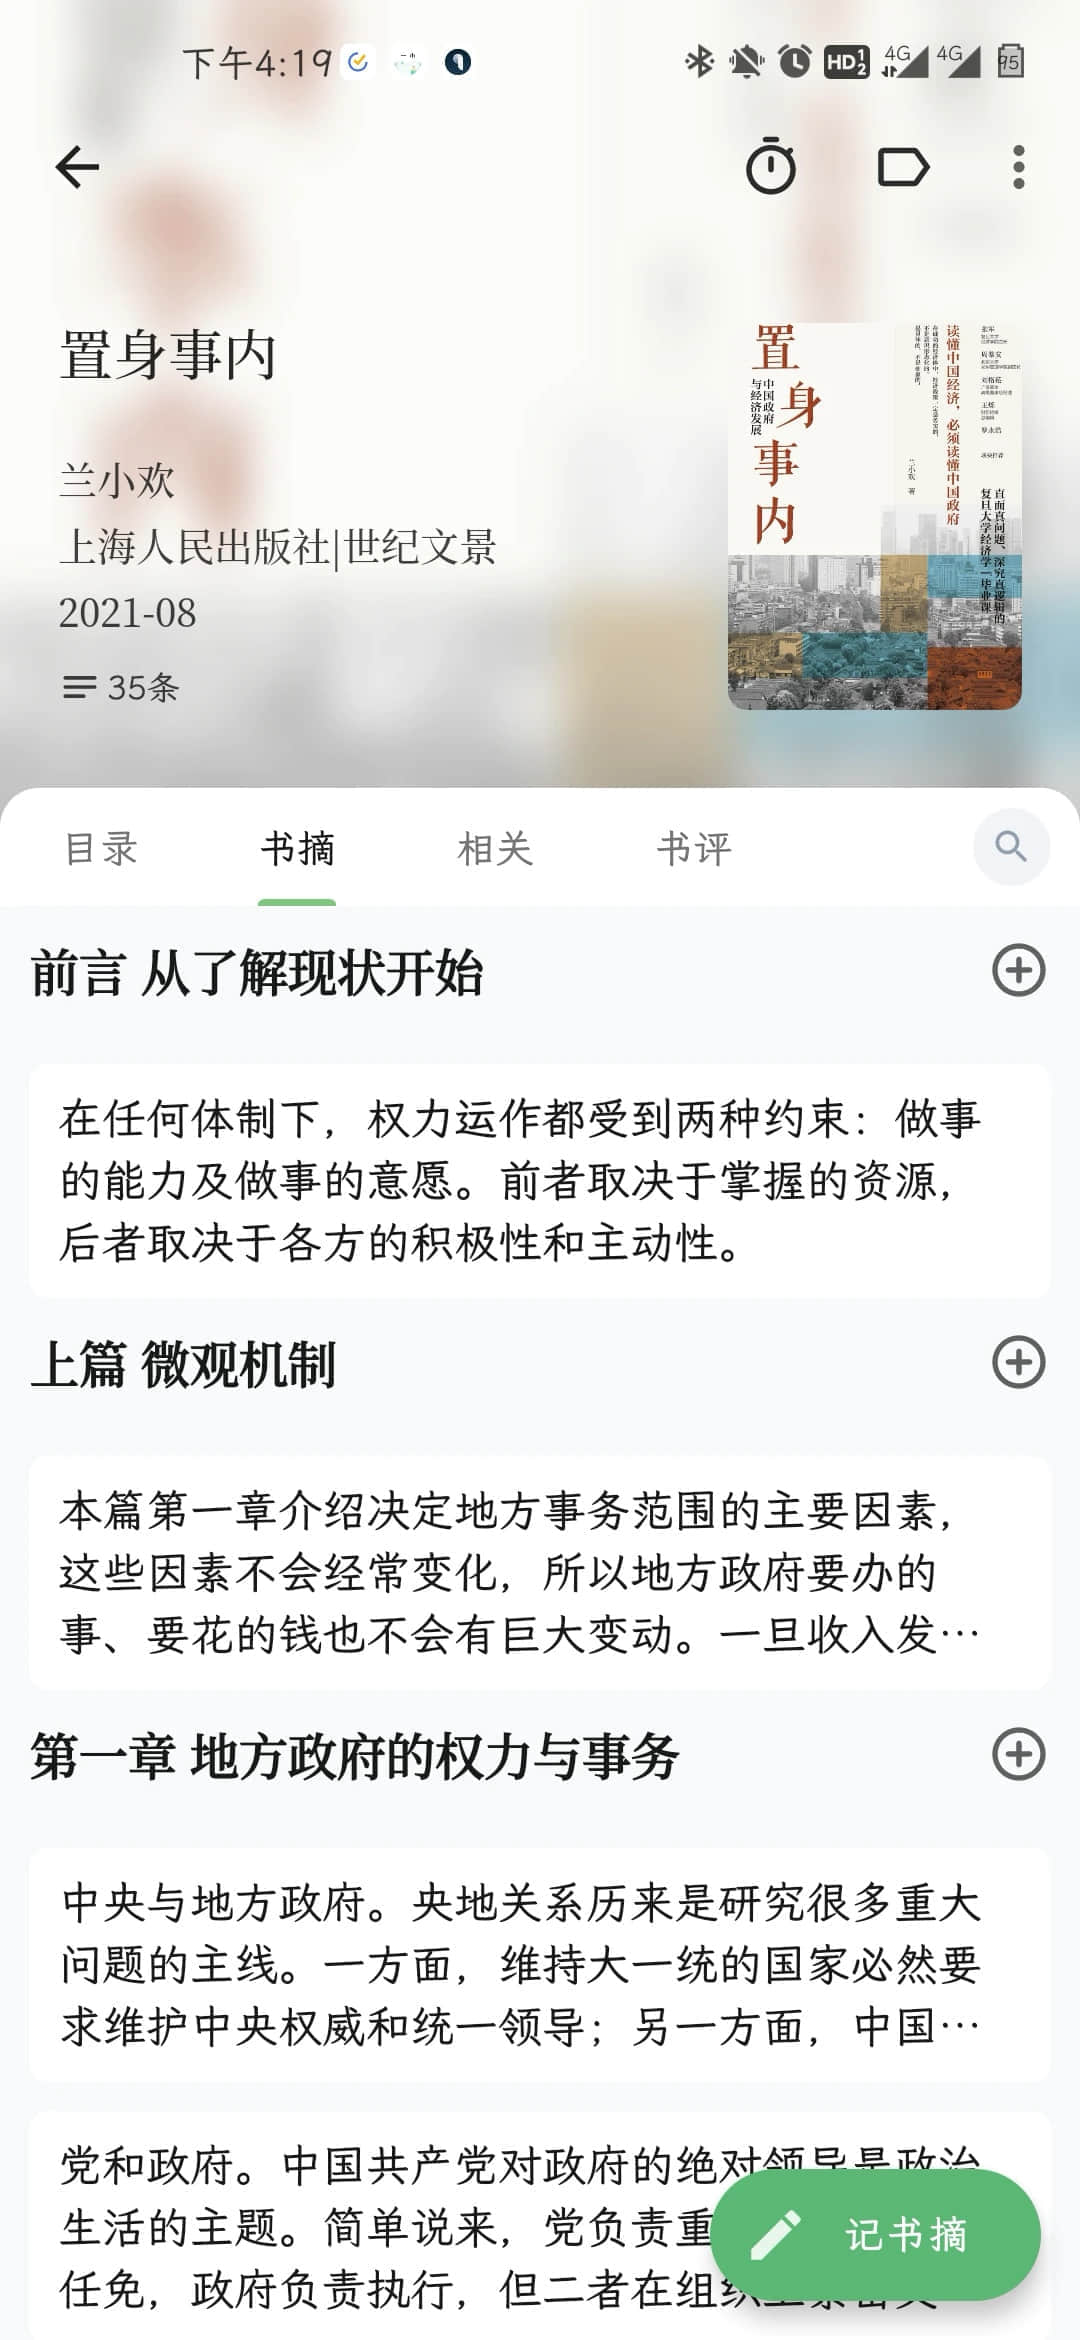 下午4:19
HD 1 2
4G
4G
95
置身事内
兰小欢
上海人民出版社|世纪文景
2021-08
35条
置身事内
中国政府
与经济发展
兰小欢 著
读懂中国经济，必须读懂中国政府
直面真问题、深究真逻辑的
复旦大学经济学“毕业课”
目录
书摘
相关
书评
前言 从了解现状开始
在任何体制下，权力运作都受到两种约束：做事
的能力及做事的意愿。前者取决于掌握的资源，
后者取决于各方的积极性和主动性。
上篇 微观机制
本篇第一章介绍决定地方事务范围的主要因素，
这些因素不会经常变化，所以地方政府要办的
事、要花的钱也不会有巨大变动。一旦收入发…
第一章 地方政府的权力与事务
中央与地方政府。央地关系历来是研究很多重大
问题的主线。一方面，维持大一统的国家必然要
求维护中央权威和统一领导；另一方面，中国…
党和政府。中国共产党对政府的绝对领导是政治
生活的主题。简单说来，党负责重
任免，政府负责执行，但二者在组织
记书摘